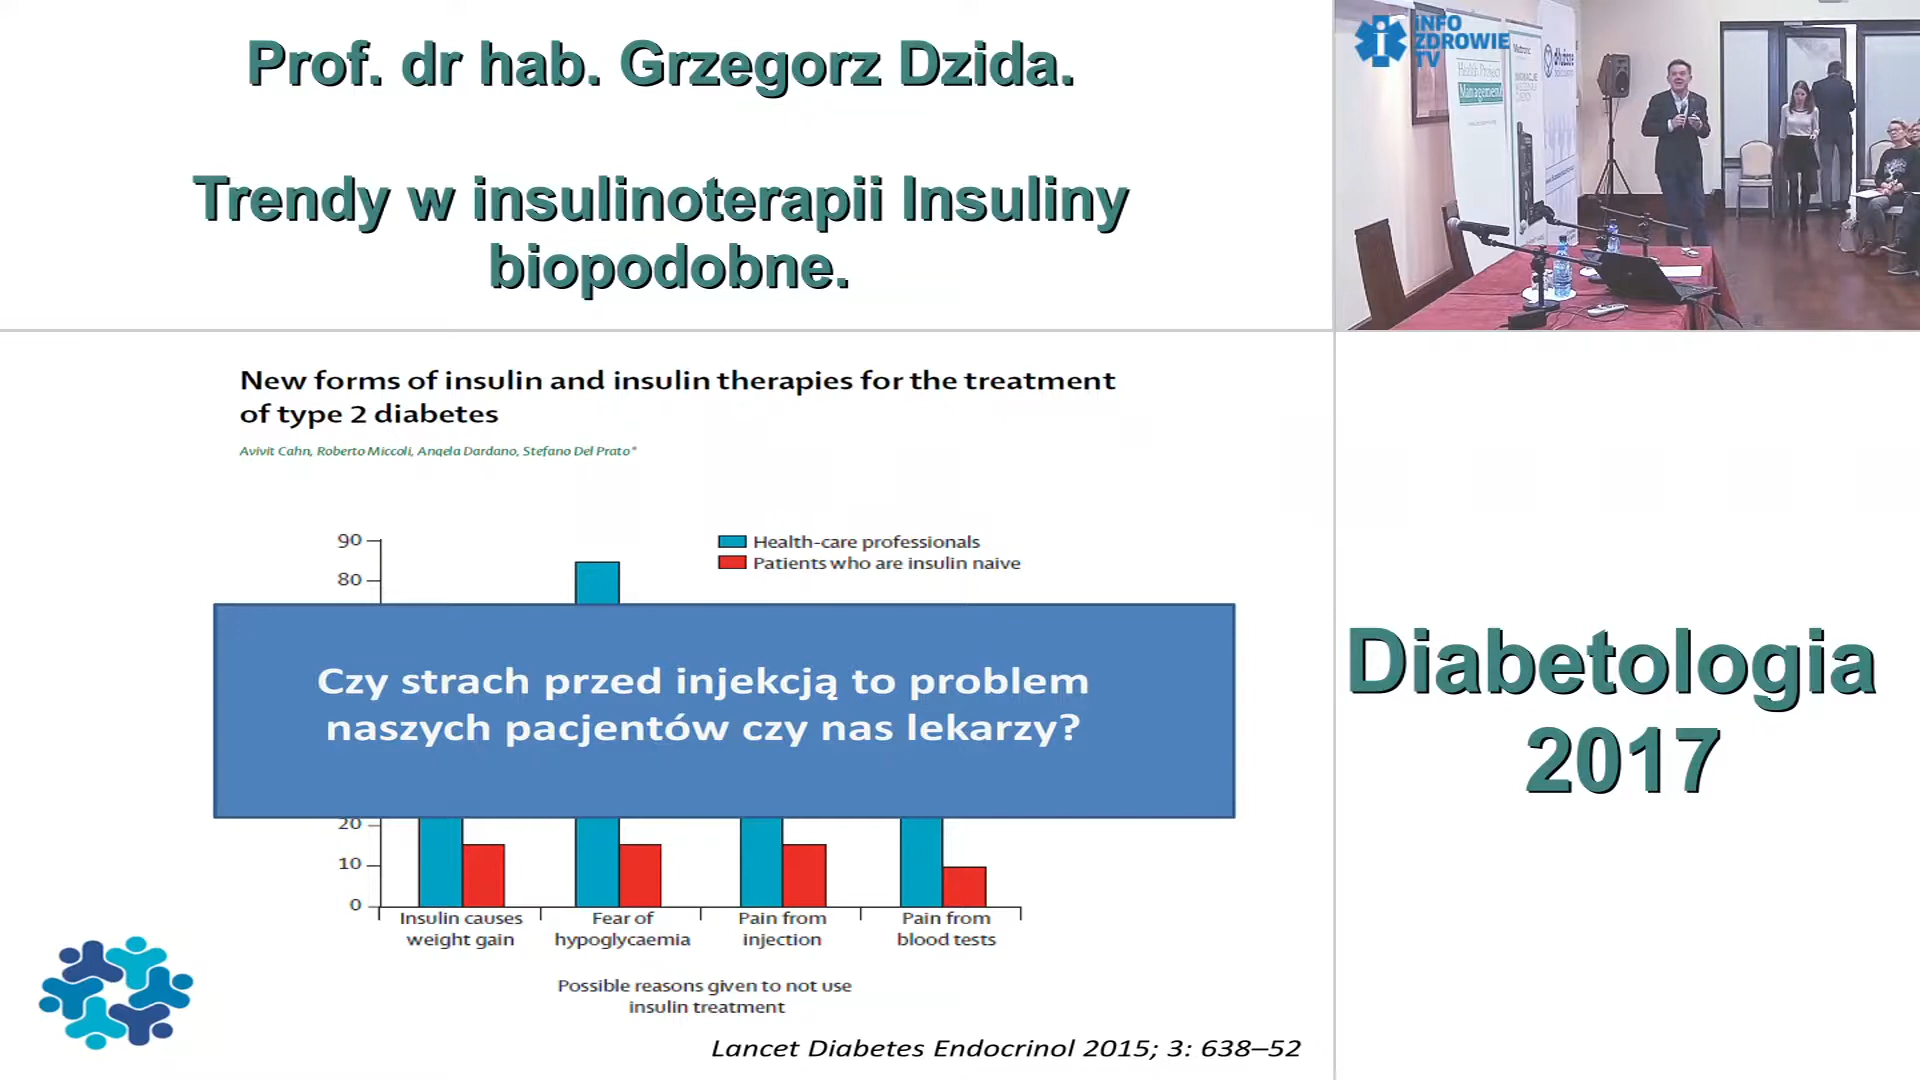 Prof. dr hab. Grzegorz Dzida.
Trendy w insulinoterapii Insuliny
biopodobne.
iNFO
ZDROWIE
TV
Medtronic
Health Project
Management
New forms of insulin and insulin therapies for the treatment
of type 2 diabetes
Avivit Cahn, Roberto Miccoli, Angela Dardano, Stefano Del Prato*
90
80
Health-care professionals
Patients who are insulin naive
Czy strach przed injekcją to problem
naszych pacjentów czy nas lekarzy?
20
10
0
Insulin causes
weight gain
Fear of
hypoglycaemia
Pain from
injection
Pain from
blood tests
Possible reasons given to not use
insulin treatment
Lancet Diabetes Endocrinol 2015; 3: 638–52
Diabetologia
2017